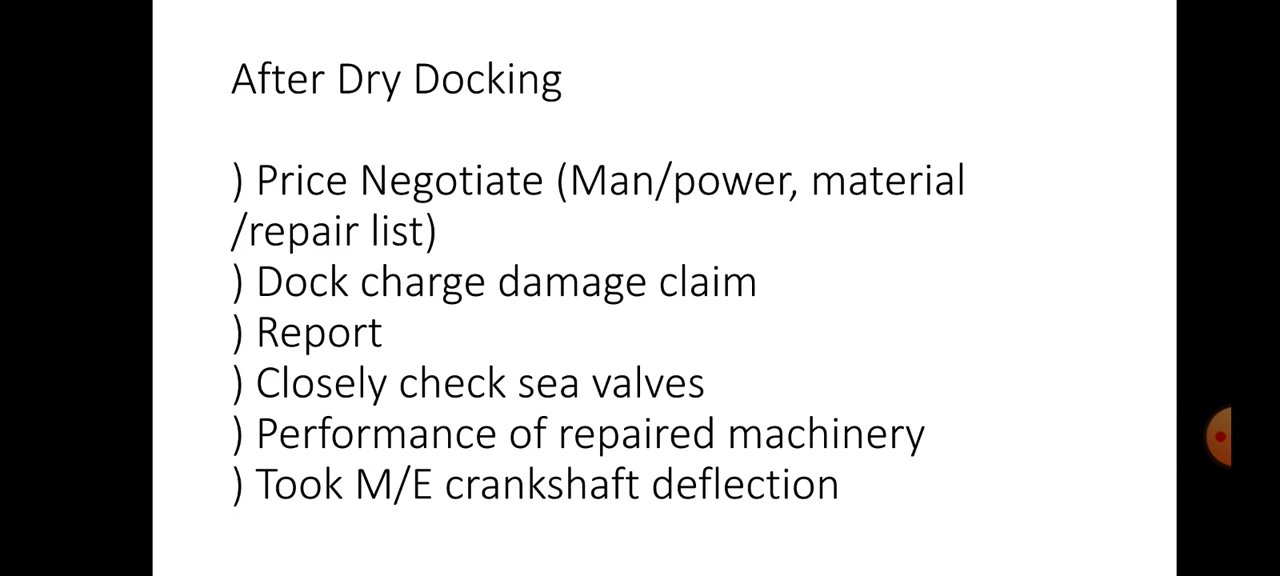 After Dry Docking
) Price Negotiate (Man/power, material
/repair list)
) Dock charge damage claim
) Report
) Closely check sea valves
) Performance of repaired machinery
) Took M/E crankshaft deflection